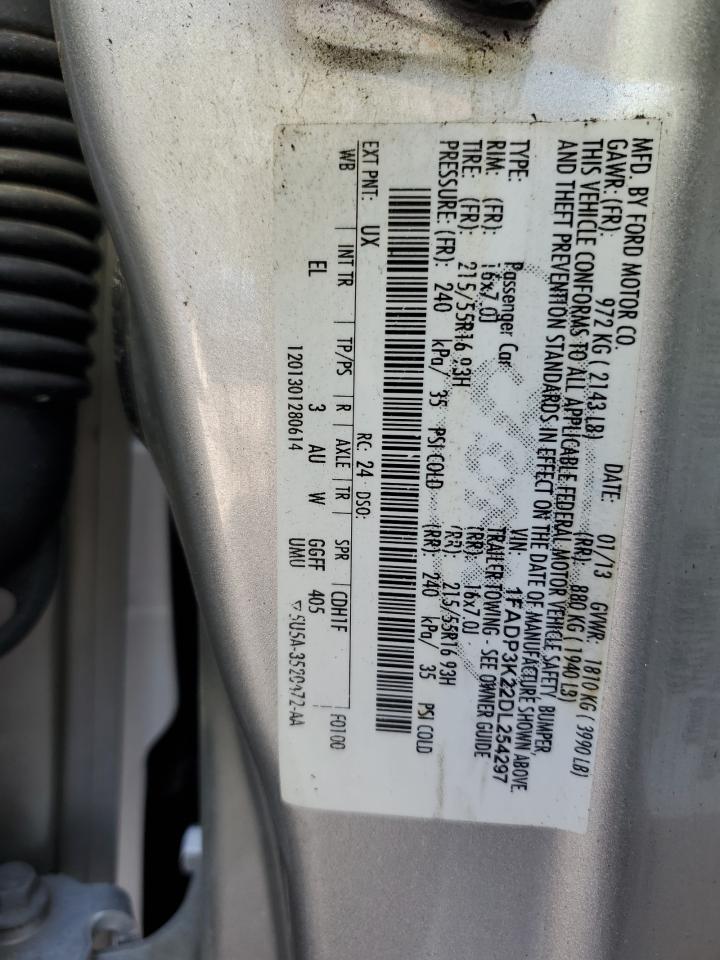 MFD. BY FORD MOTOR CO.
DATE: 01/13 GVWR: 1810 KG ( 3990 LB)
GAWR: (FR): 972 KG ( 2143 LB) (RR): 880 KG ( 1940 LB)
THIS VEHICLE CONFORMS TO ALL APPLICABLE FEDERAL MOTOR VEHICLE SAFETY, BUMPER,
AND THEFT PREVENTION STANDARDS IN EFFECT ON THE DATE OF MANUFACTURE SHOWN ABOVE.
VIN: 1FADP3K22DL254297
TYPE: Passenger Car TRAILER TOWING - SEE OWNER GUIDE
RIM: (FR): 16x7.0J (RR): 16x7.0J
TIRE: (FR): 215/55R16 93H (RR): 215/55R16 93H
PRESSURE: (FR): 240 kPa/ 35 PSI COLD (RR): 240 kPa/ 35 PSI COLD
EXT PNT: UX RC: 24 DSO:
WB | INT TR | TP/PS | R | AXLE | TR | SPR | CDH1F F0100
EL 3 AU W GGFF 405
UMU
1201301280614